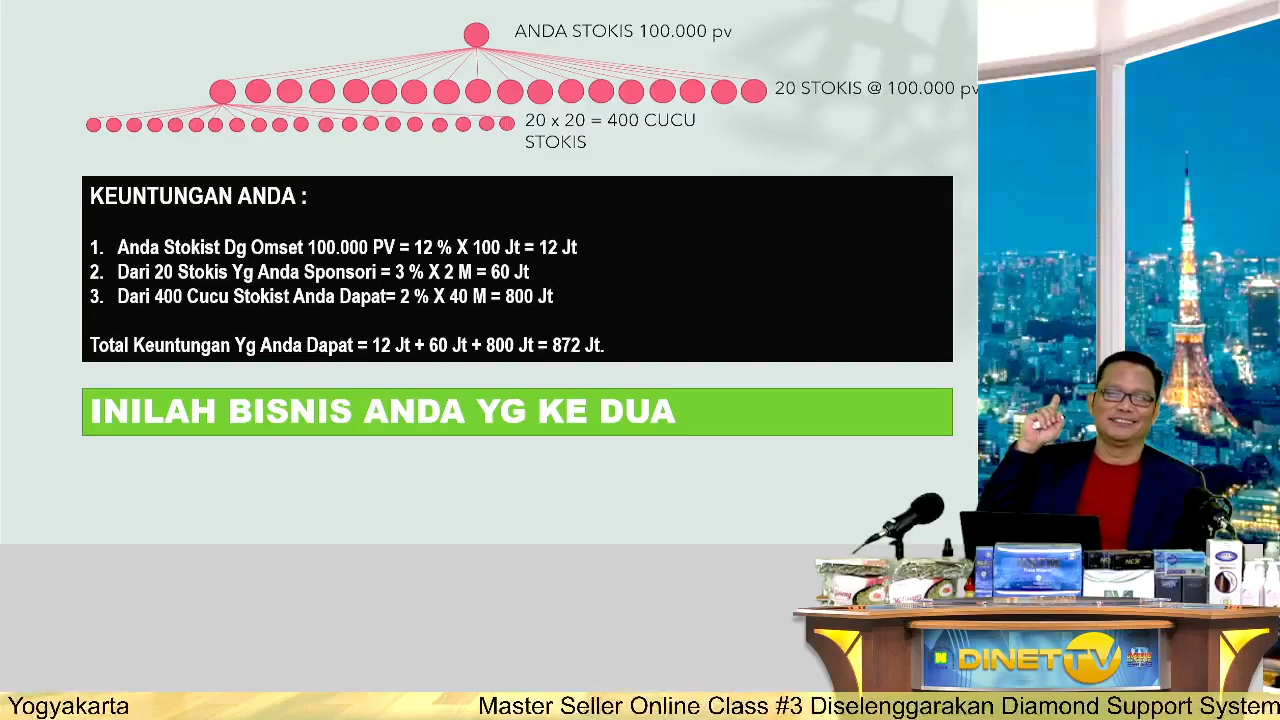 ANDA STOKIS 100.000 pv
20 STOKIS @ 100.000 pv
20 x 20 = 400 CUCU
STOKIS
KEUNTUNGAN ANDA :
1. Anda Stokist Dg Omset 100.000 PV = 12 % X 100 Jt = 12 Jt
2. Dari 20 Stokis Yg Anda Sponsori = 3 % X 2 M = 60 Jt
3. Dari 400 Cucu Stokist Anda Dapat= 2 % X 40 M = 800 Jt
Total Keuntungan Yg Anda Dapat = 12 Jt + 60 Jt + 800 Jt = 872 Jt.
INILAH BISNIS ANDA YG KE DUA
DINET TV
Yogyakarta
Master Seller Online Class #3 Diselenggarakan Diamond Support System